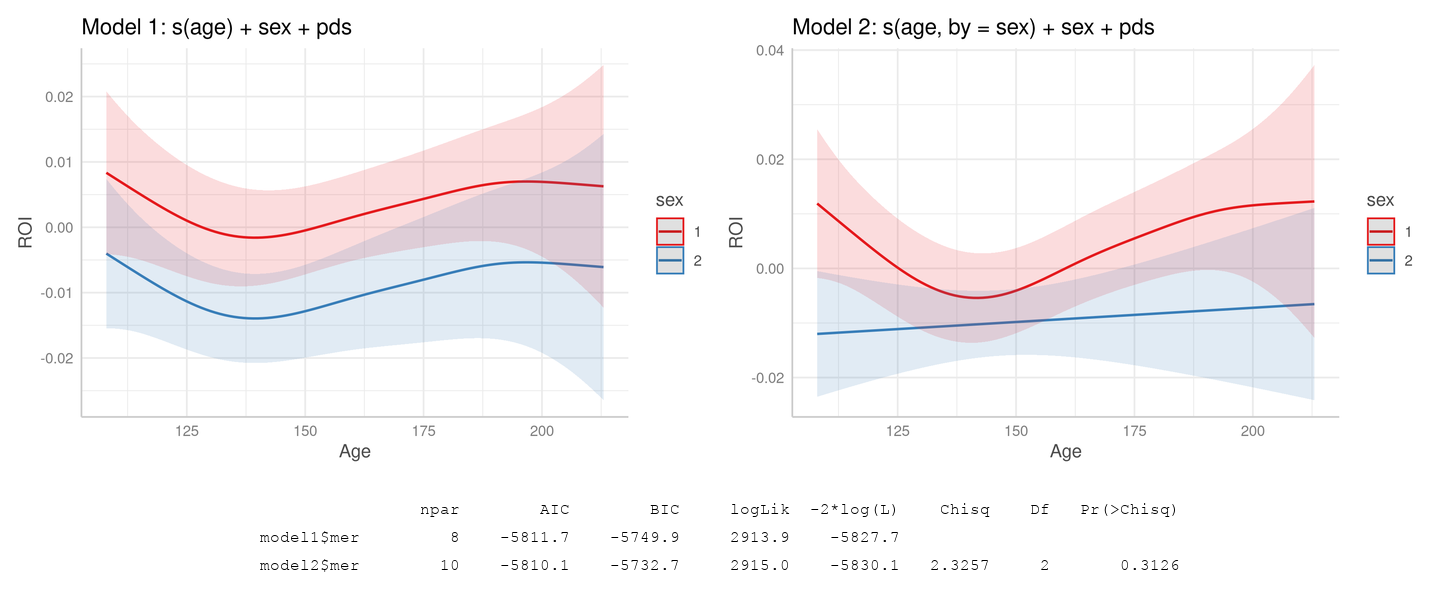 Model 1: s(age) + sex + pds
0.02
0.01
0.00
-0.01
-0.02
ROI
125 150 175 200
Age
sex
1
2
Model 2: s(age, by = sex) + sex + pds
0.04
0.02
0.00
-0.02
ROI
125 150 175 200
Age
sex
1
2
npar AIC BIC logLik -2*log(L) Chisq Df Pr(>Chisq)
model1$mer 8 -5811.7 -5749.9 2913.9 -5827.7
model2$mer 10 -5810.1 -5732.7 2915.0 -5830.1 2.3257 2 0.3126